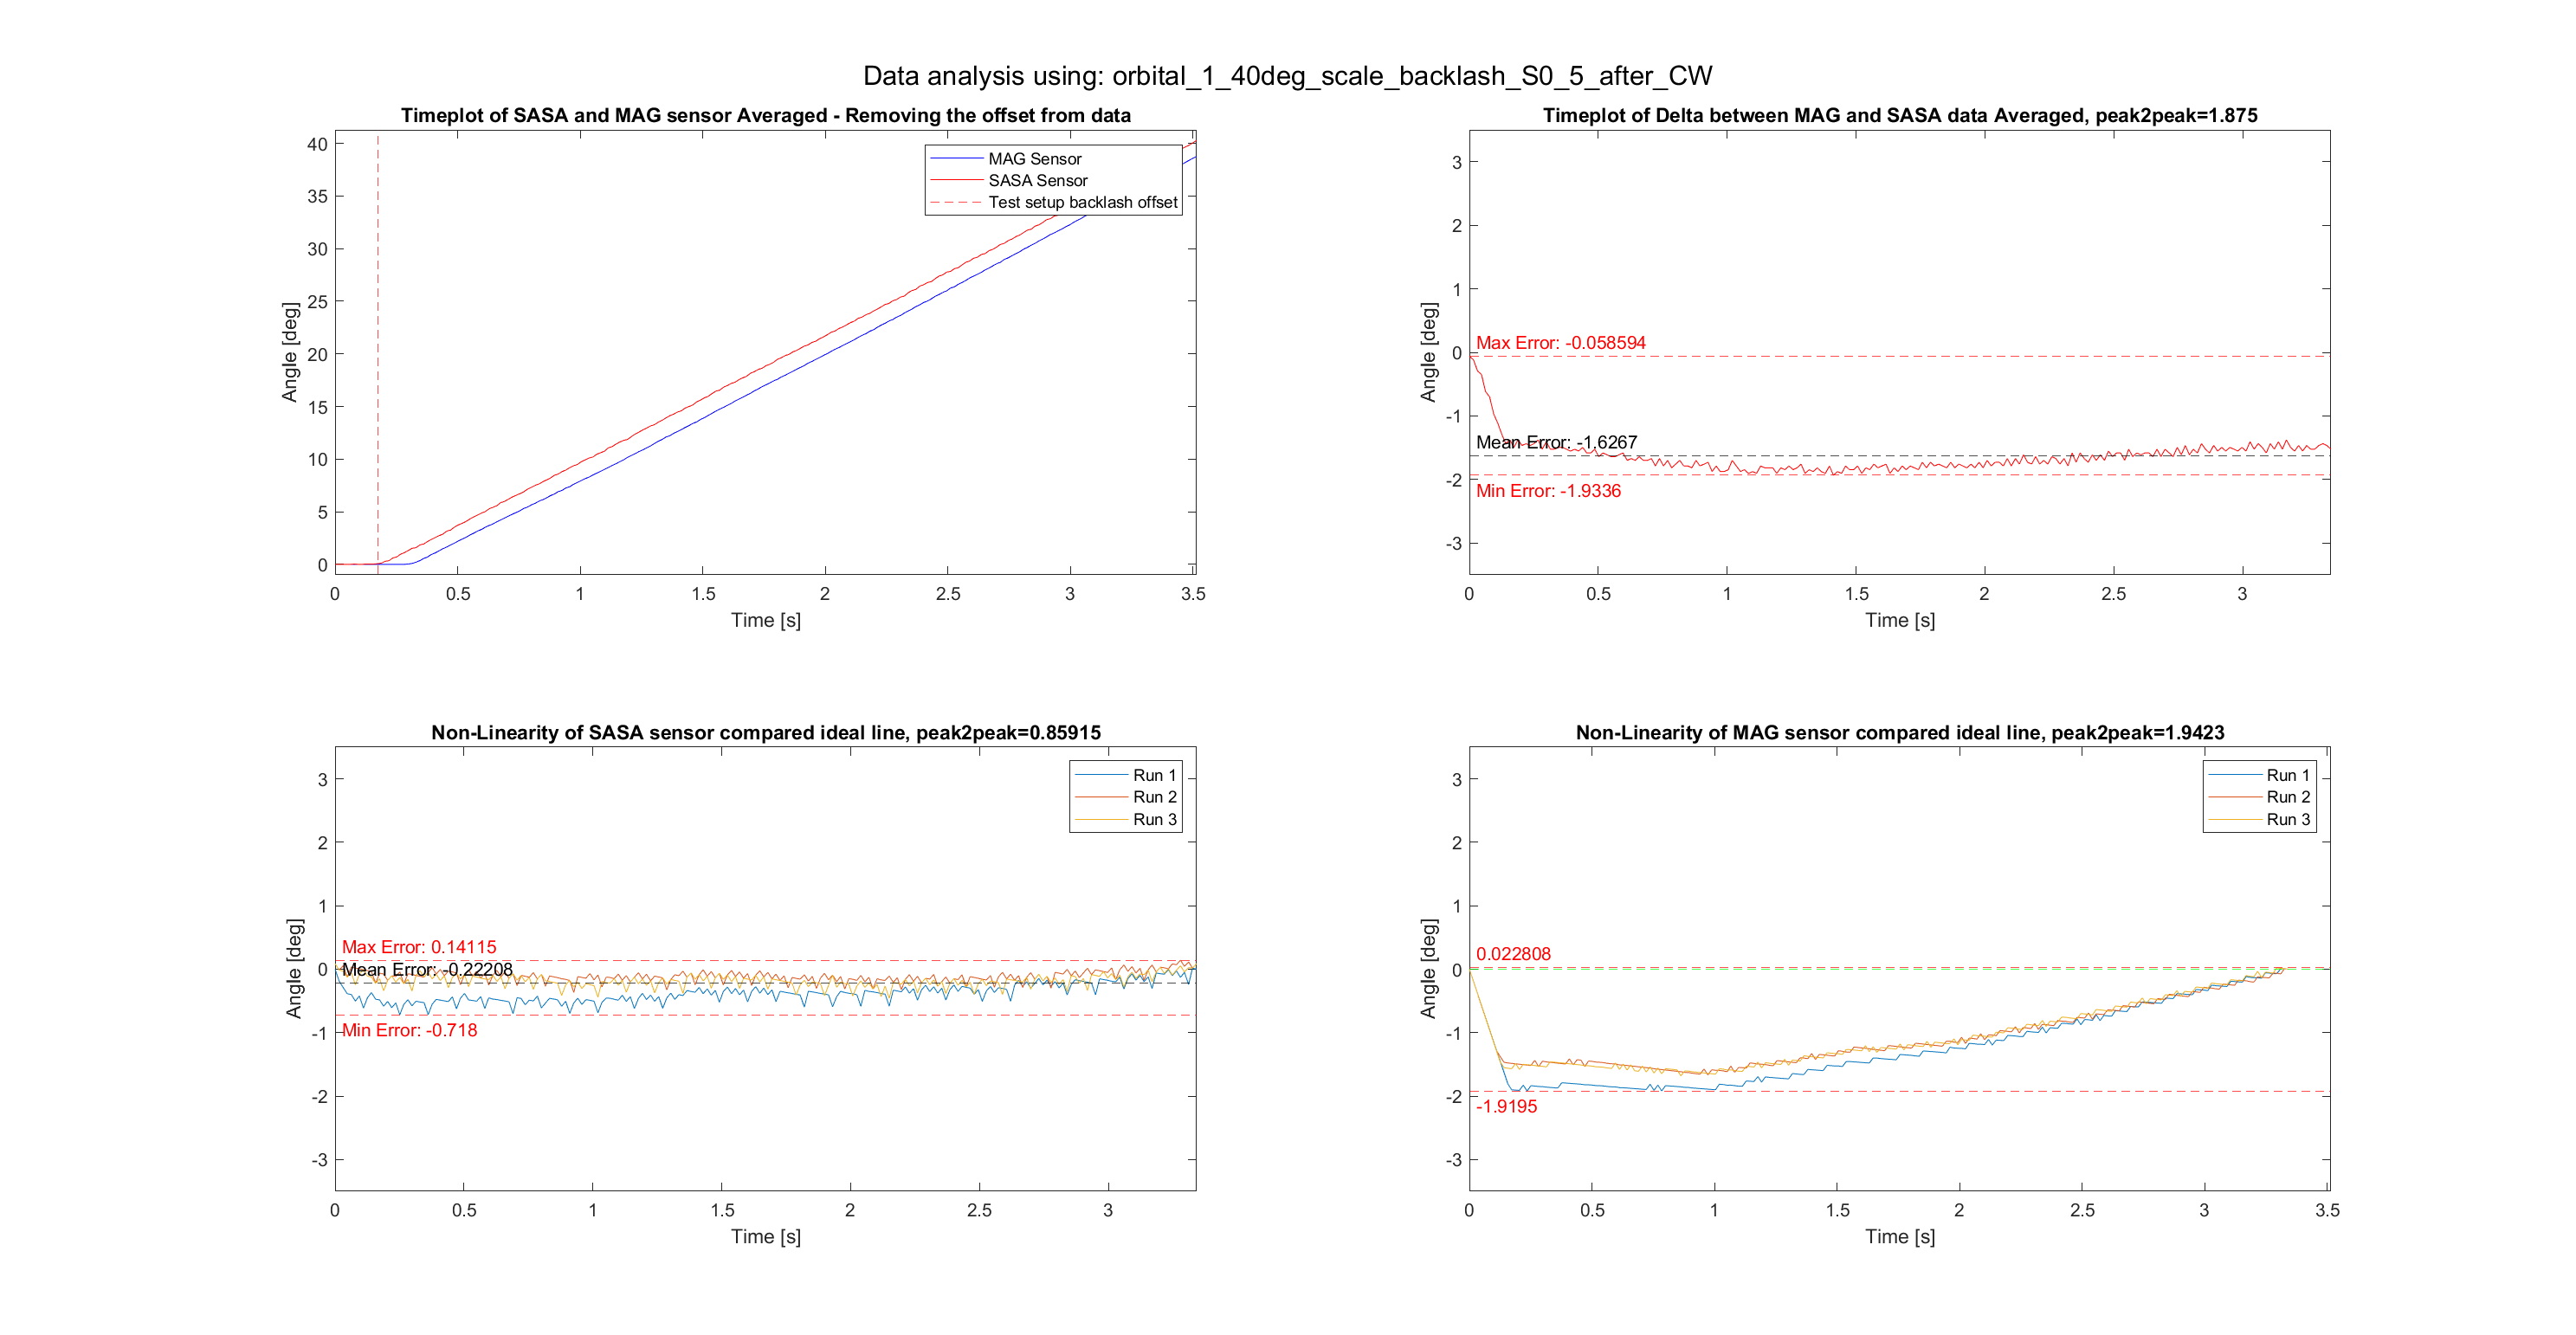 Data analysis using: orbital_1_40deg_scale_backlash_S0_5_after_CW
Timeplot of SASA and MAG sensor Averaged - Removing the offset from data
40
35
30
25
20
15
10
5
0
Angle [deg]
MAG Sensor
SASA Sensor
Test setup backlash offset
0 0.5 1 1.5 2 2.5 3 3.5
Time [s]
Timeplot of Delta between MAG and SASA data Averaged, peak2peak=1.875
3
2
1
0
-1
-2
-3
Angle [deg]
Max Error: -0.058594
Mean Error: -1.6267
Min Error: -1.9336
0 0.5 1 1.5 2 2.5 3
Time [s]
Non-Linearity of SASA sensor compared ideal line, peak2peak=0.85915
3
2
1
0
-1
-2
-3
Angle [deg]
Run 1
Run 2
Run 3
Max Error: 0.14115
Mean Error: -0.22208
Min Error: -0.718
0 0.5 1 1.5 2 2.5 3
Time [s]
Non-Linearity of MAG sensor compared ideal line, peak2peak=1.9423
3
2
1
0
-1
-2
-3
Angle [deg]
Run 1
Run 2
Run 3
0.022808
-1.9195
0 0.5 1 1.5 2 2.5 3 3.5
Time [s]